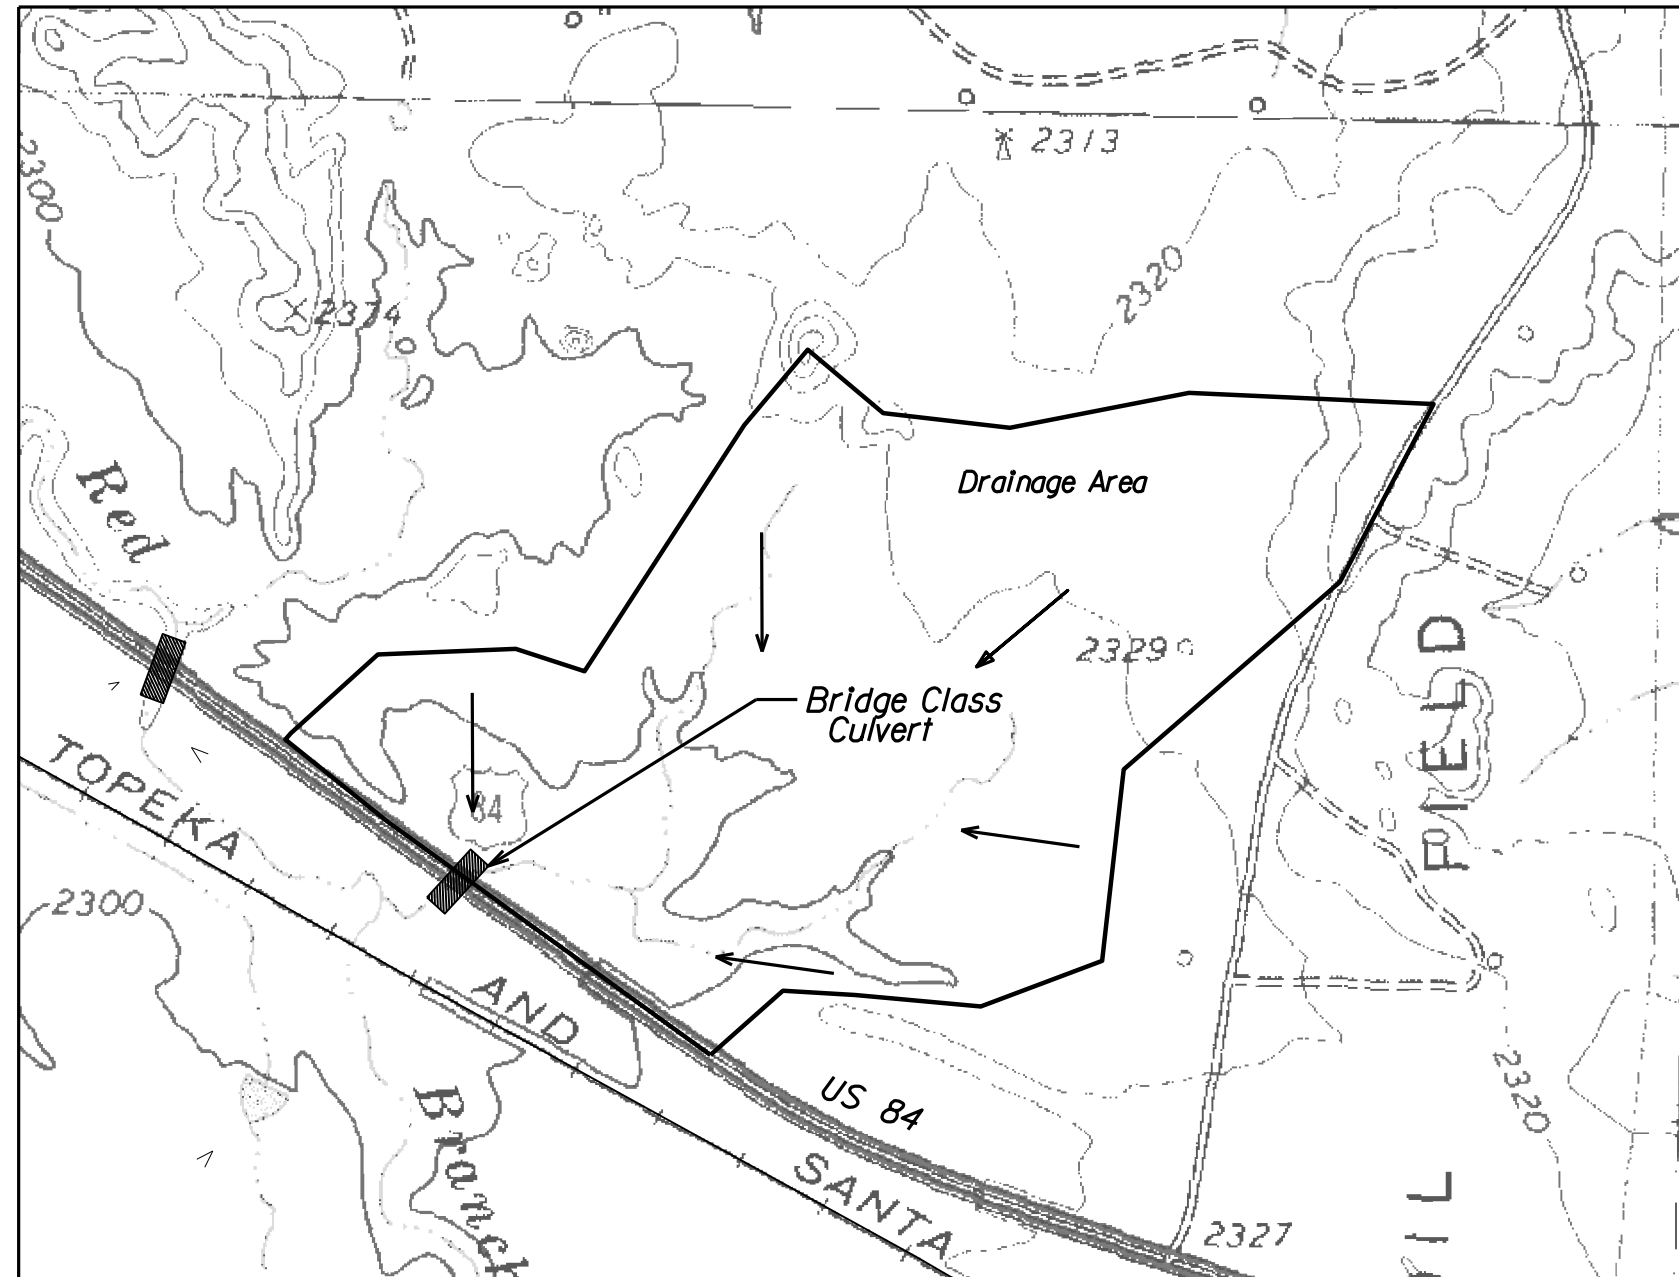 2313
2300
2320
2374
Red
Drainage Area
2329
Bridge Class
Culvert
FIELD
TOPEKA
84
2300
AND
2320
US 84
Branch
SANTA
2327